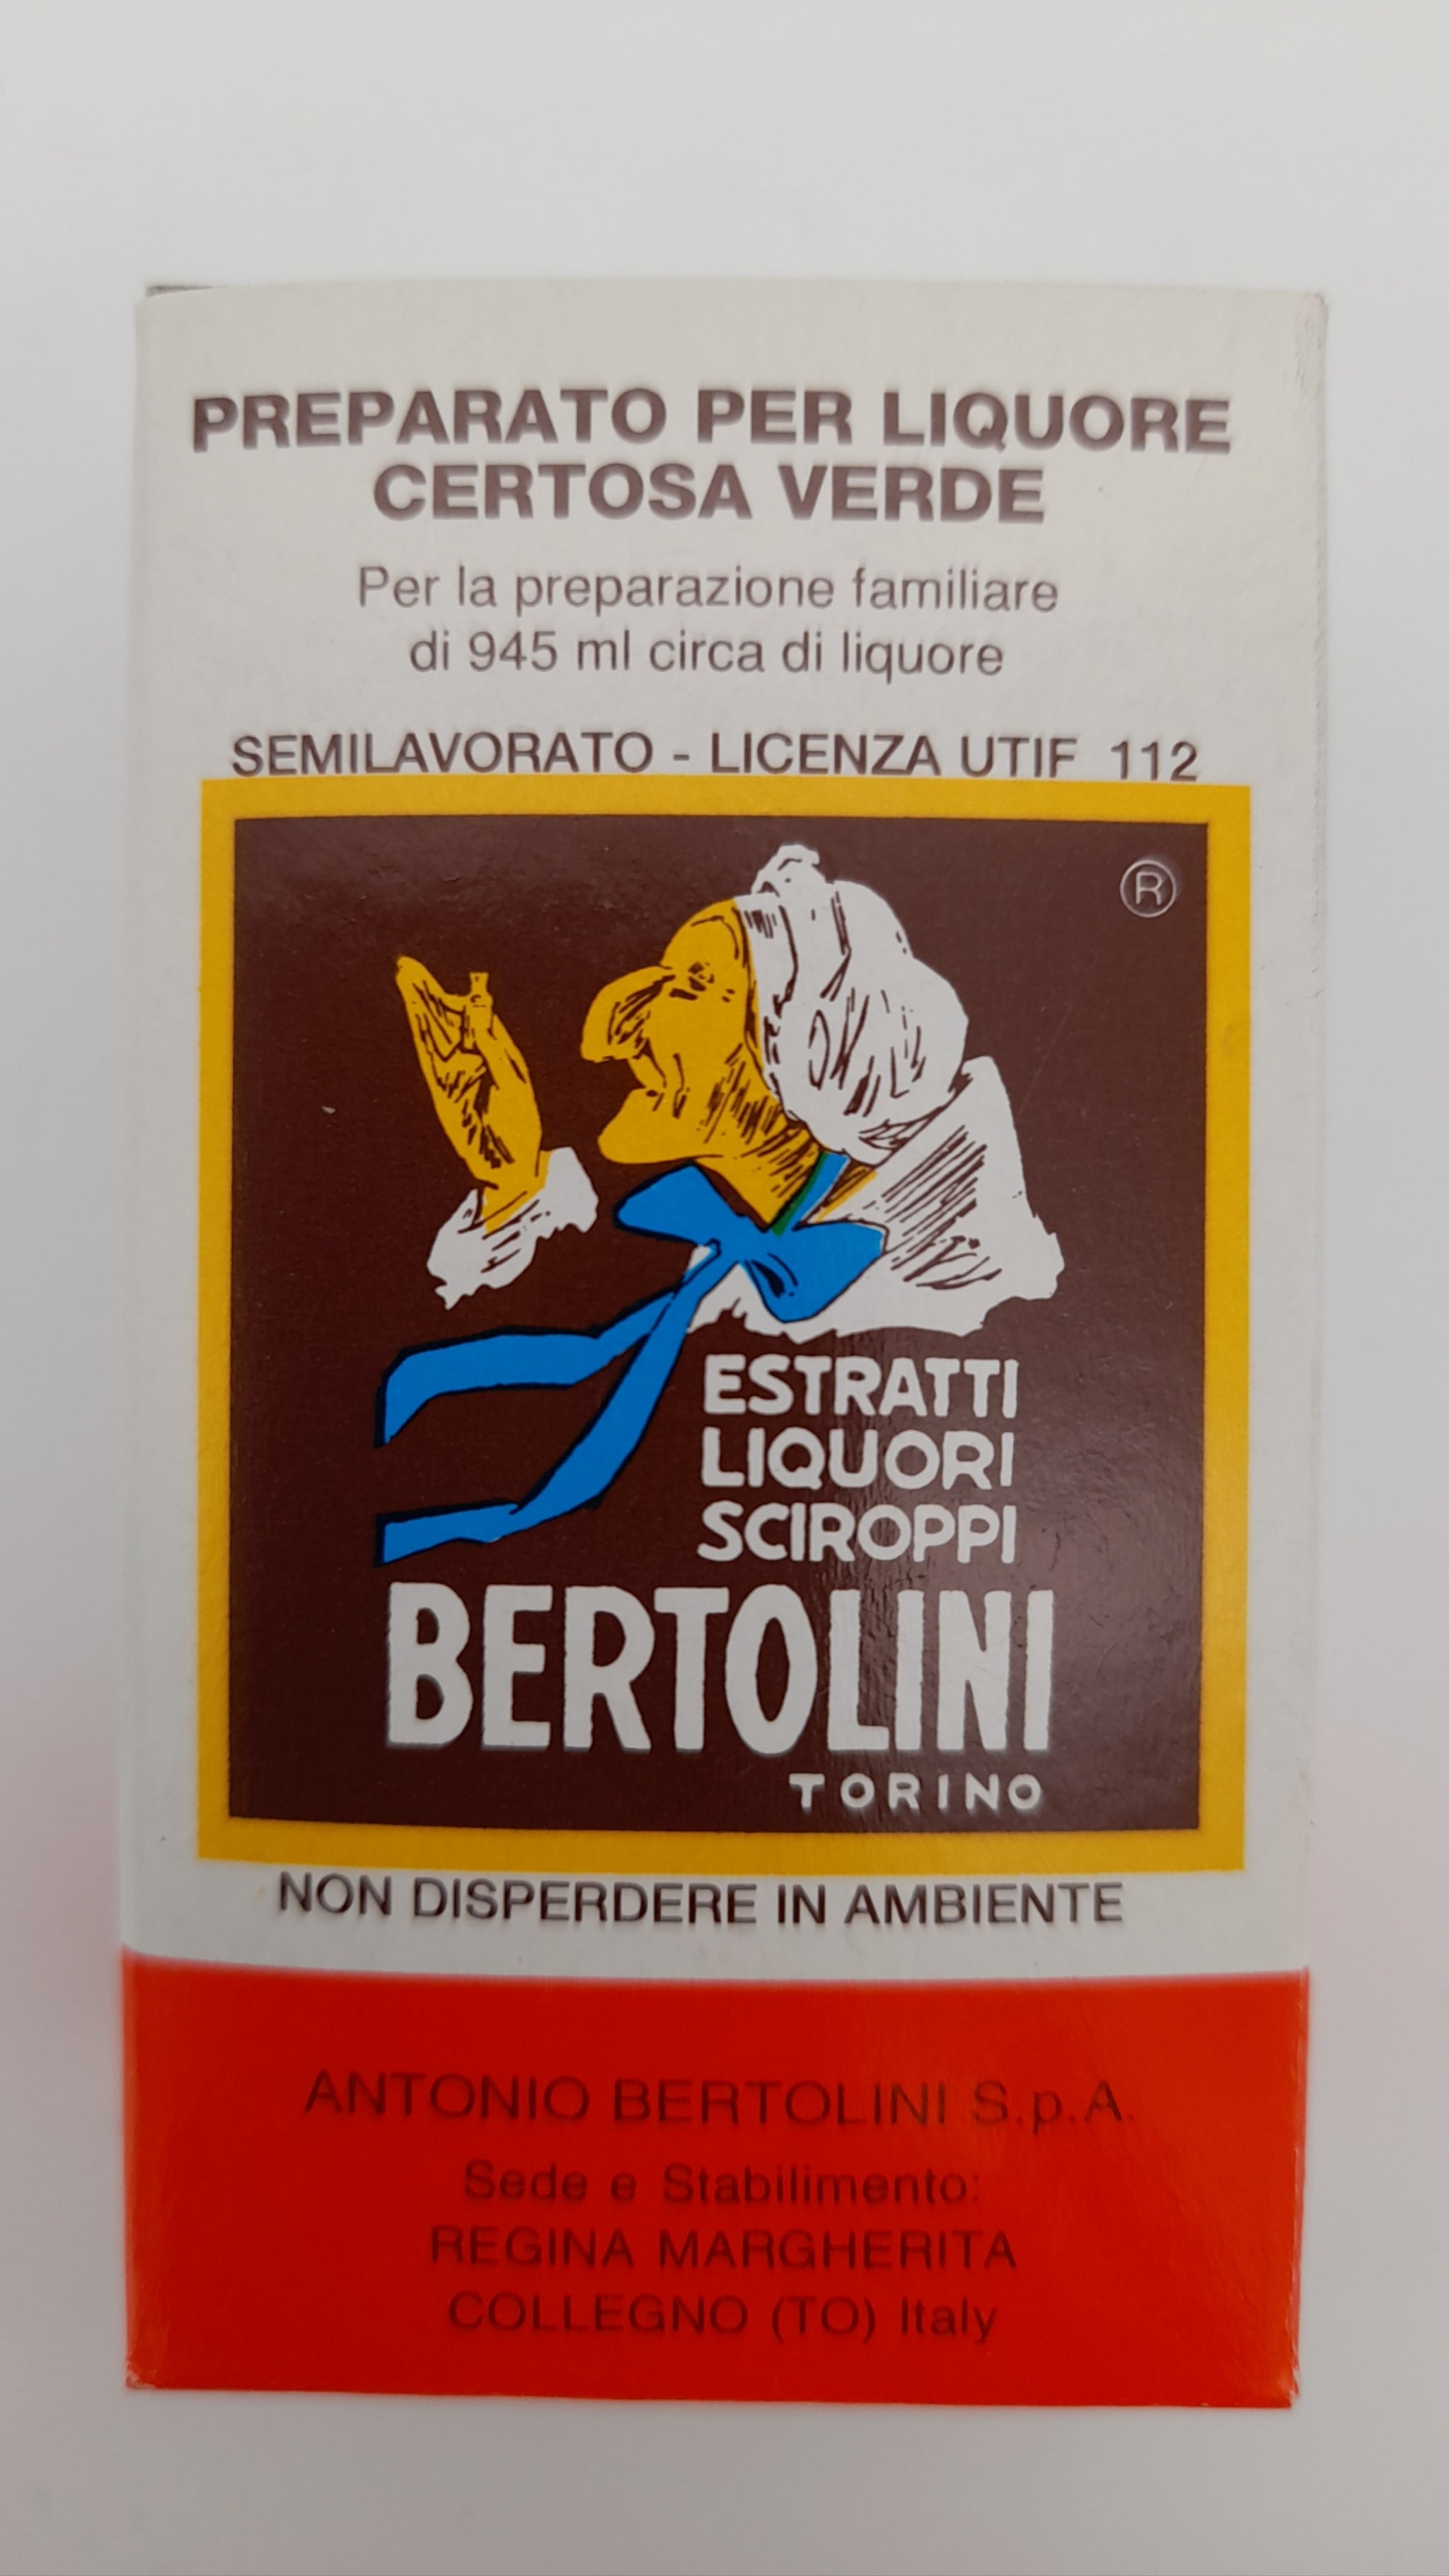 PREPARATO PER LIQUORE
CERTOSA VERDE
Per la preparazione familiare
di 945 ml circa di liquore
SEMILAVORATO - LICENZA UTIF 112
®
ESTRATTI
LIQUORI
SCIROPPI
BERTOLINI
TORINO
NON DISPERDERE IN AMBIENTE
ANTONIO BERTOLINI S.p.A.
Sede e Stabilimento:
REGINA MARGHERITA
COLLEGNO (TO) Italy